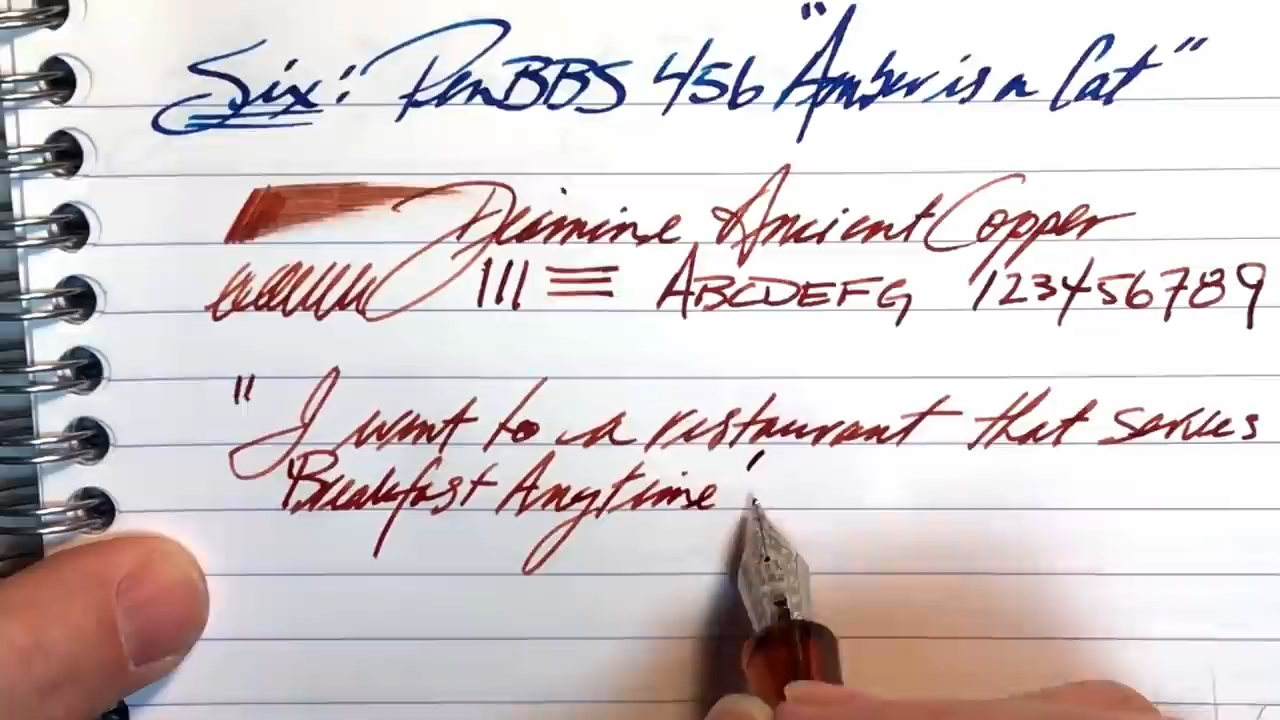 Six: PenBBS 456 "Amber is a Cat"
Diamine Ancient Copper
ABCDEFG 123456789
"I went to a restaurant that serves
Breakfast Anytime'